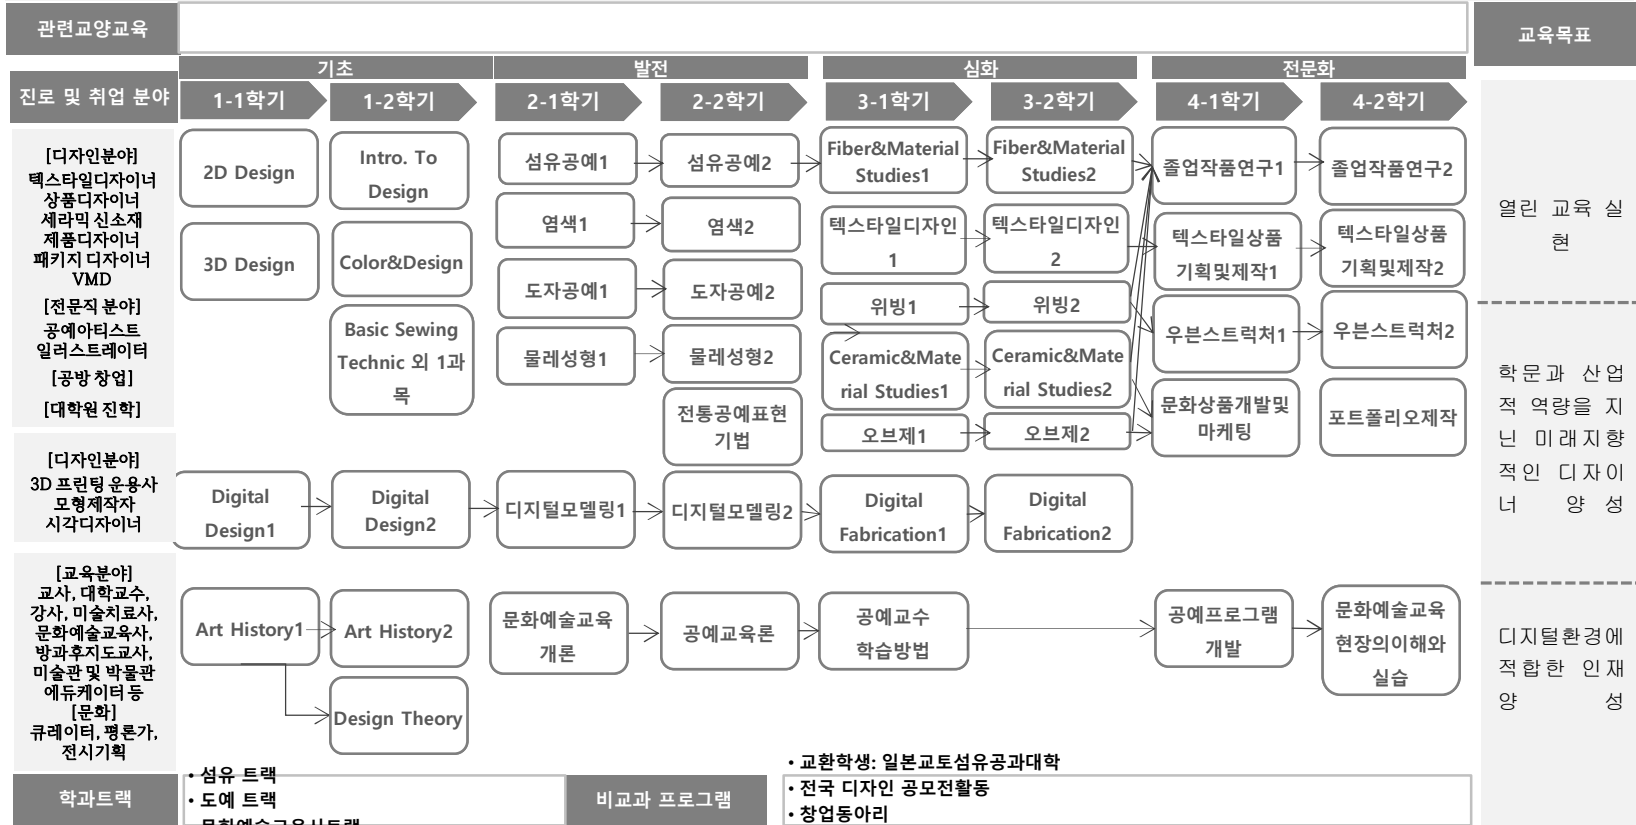 관련교양교육
교육목표
기초
발전
심화
전문화
진로 및 취업 분야
1-1학기
1-2학기
2-1학기
2-2학기
3-1학기
3-2학기
4-1학기
4-2학기
[디자인분야]
텍스타일디자이너
상품디자이너
세라믹 신소재
제품디자이너
패키지 디자이너
VMD
[전문직 분야]
공예아티스트
일러스트레이터
[공방 창업]
[대학원 진학]
2D Design
3D Design
Intro. To
Design
Color&Design
Basic Sewing
Technic 외 1과
목
섬유공예1
염색1
도자공예1
물레성형1
섬유공예2
염색2
도자공예2
물레성형2
전통공예표현
기법
Fiber&Material
Studies1
텍스타일디자인
1
위빙1
Ceramic&Mate
rial Studies1
오브제1
Fiber&Material
Studies2
텍스타일디자인
2
위빙2
Ceramic&Mate
rial Studies2
오브제2
졸업작품연구1
텍스타일상품
기획및제작1
우븐스트럭처1
문화상품개발및
마케팅
졸업작품연구2
텍스타일상품
기획및제작2
우븐스트럭처2
포트폴리오제작
[디자인분야]
3D 프린팅 운용사
모형제작자
시각디자이너
Digital
Design1
Digital
Design2
디지털모델링1
디지털모델링2
Digital
Fabrication1
Digital
Fabrication2
[교육분야]
교사, 대학교수,
강사, 미술치료사,
문화예술교육사,
방과후지도교사,
미술관 및 박물관
에듀케이터 등
[문화]
큐레이터, 평론가,
전시기획
Art History1
Art History2
Design Theory
문화예술교육
개론
공예교육론
공예교수
학습방법
공예프로그램
개발
문화예술교육
현장의이해와
실습
열린 교육 실
현
학문과 산업
적 역량을 지
닌 미래지향
적인 디자이
너 양성
디지털환경에
적합한 인재
양 성
학과트랙
• 섬유 트랙
• 도예 트랙
• 문화예술교육사트랙
비교과 프로그램
• 교환학생: 일본교토섬유공과대학
• 전국 디자인 공모전활동
• 창업동아리